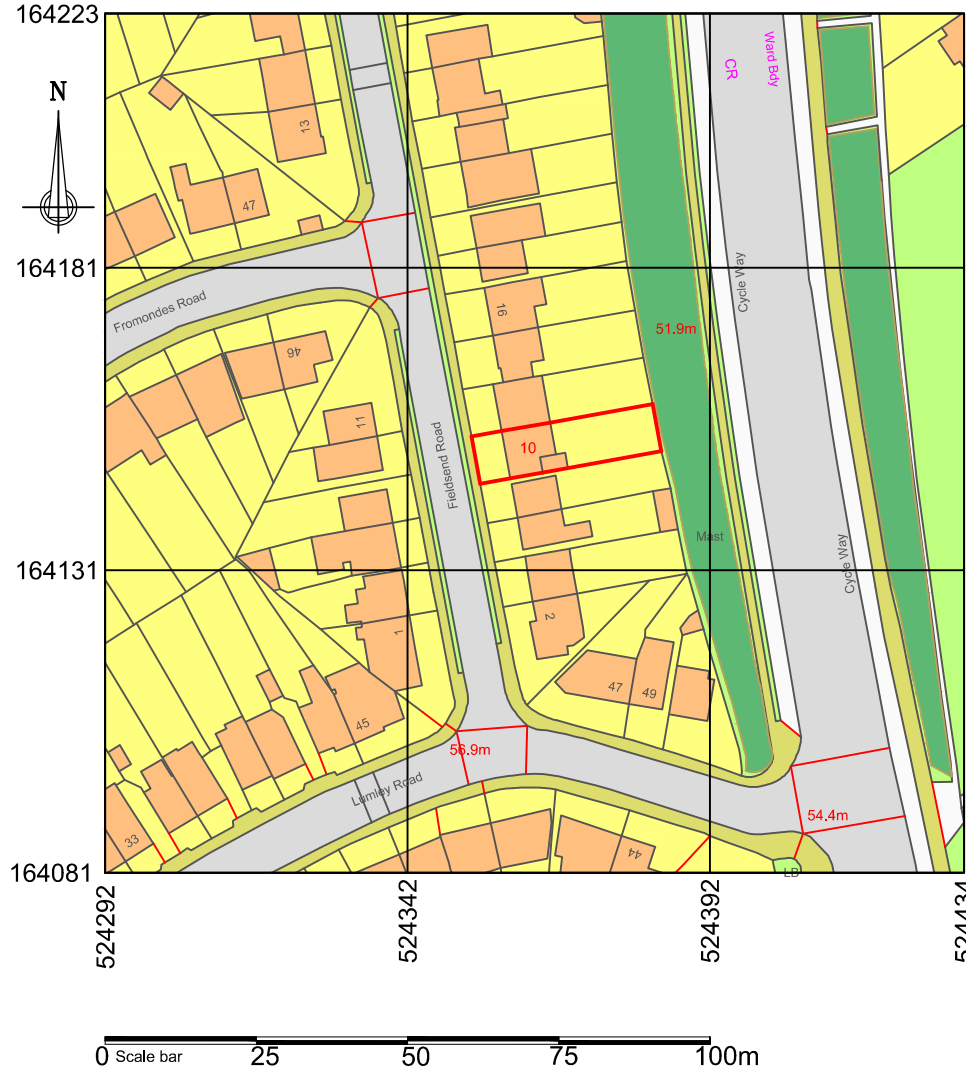 164223
N
CR
Ward Bdy
13
47
164181
Cycle Way
Fromondes Road
16
51.9m
46
11
10
Fieldsend Road
Mast
164131
Cycle Way
2
1
47
49
45
56.9m
Lumley Road
54.4m
33
44
LB
164081
524292
524342
524392
524434
0 Scale bar 25 50 75 100m